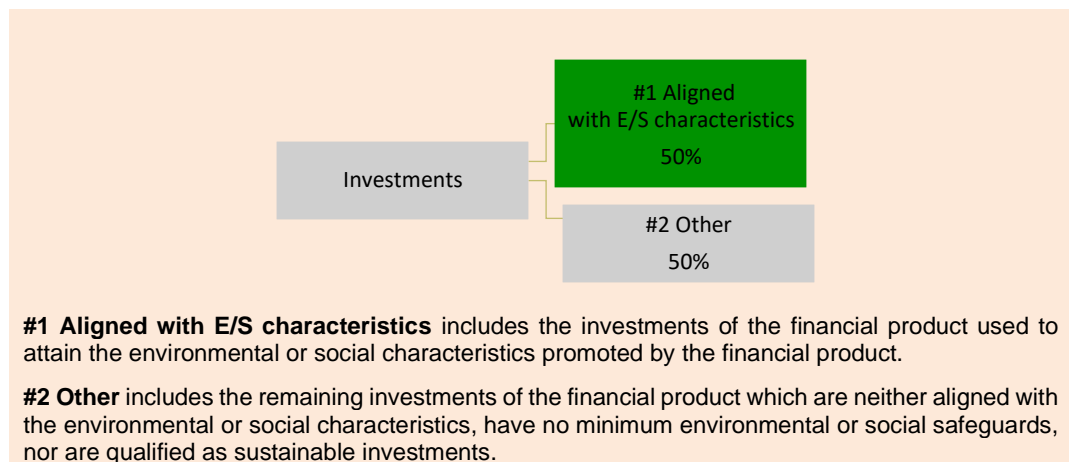 #1 Aligned
with E/S characteristics
50%
Investments
#2 Other
50%
#1 Aligned with E/S characteristics includes the investments of the financial product used to
attain the environmental or social characteristics promoted by the financial product.
#2 Other includes the remaining investments of the financial product which are neither aligned with
the environmental or social characteristics, have no minimum environmental or social safeguards,
nor are qualified as sustainable investments.